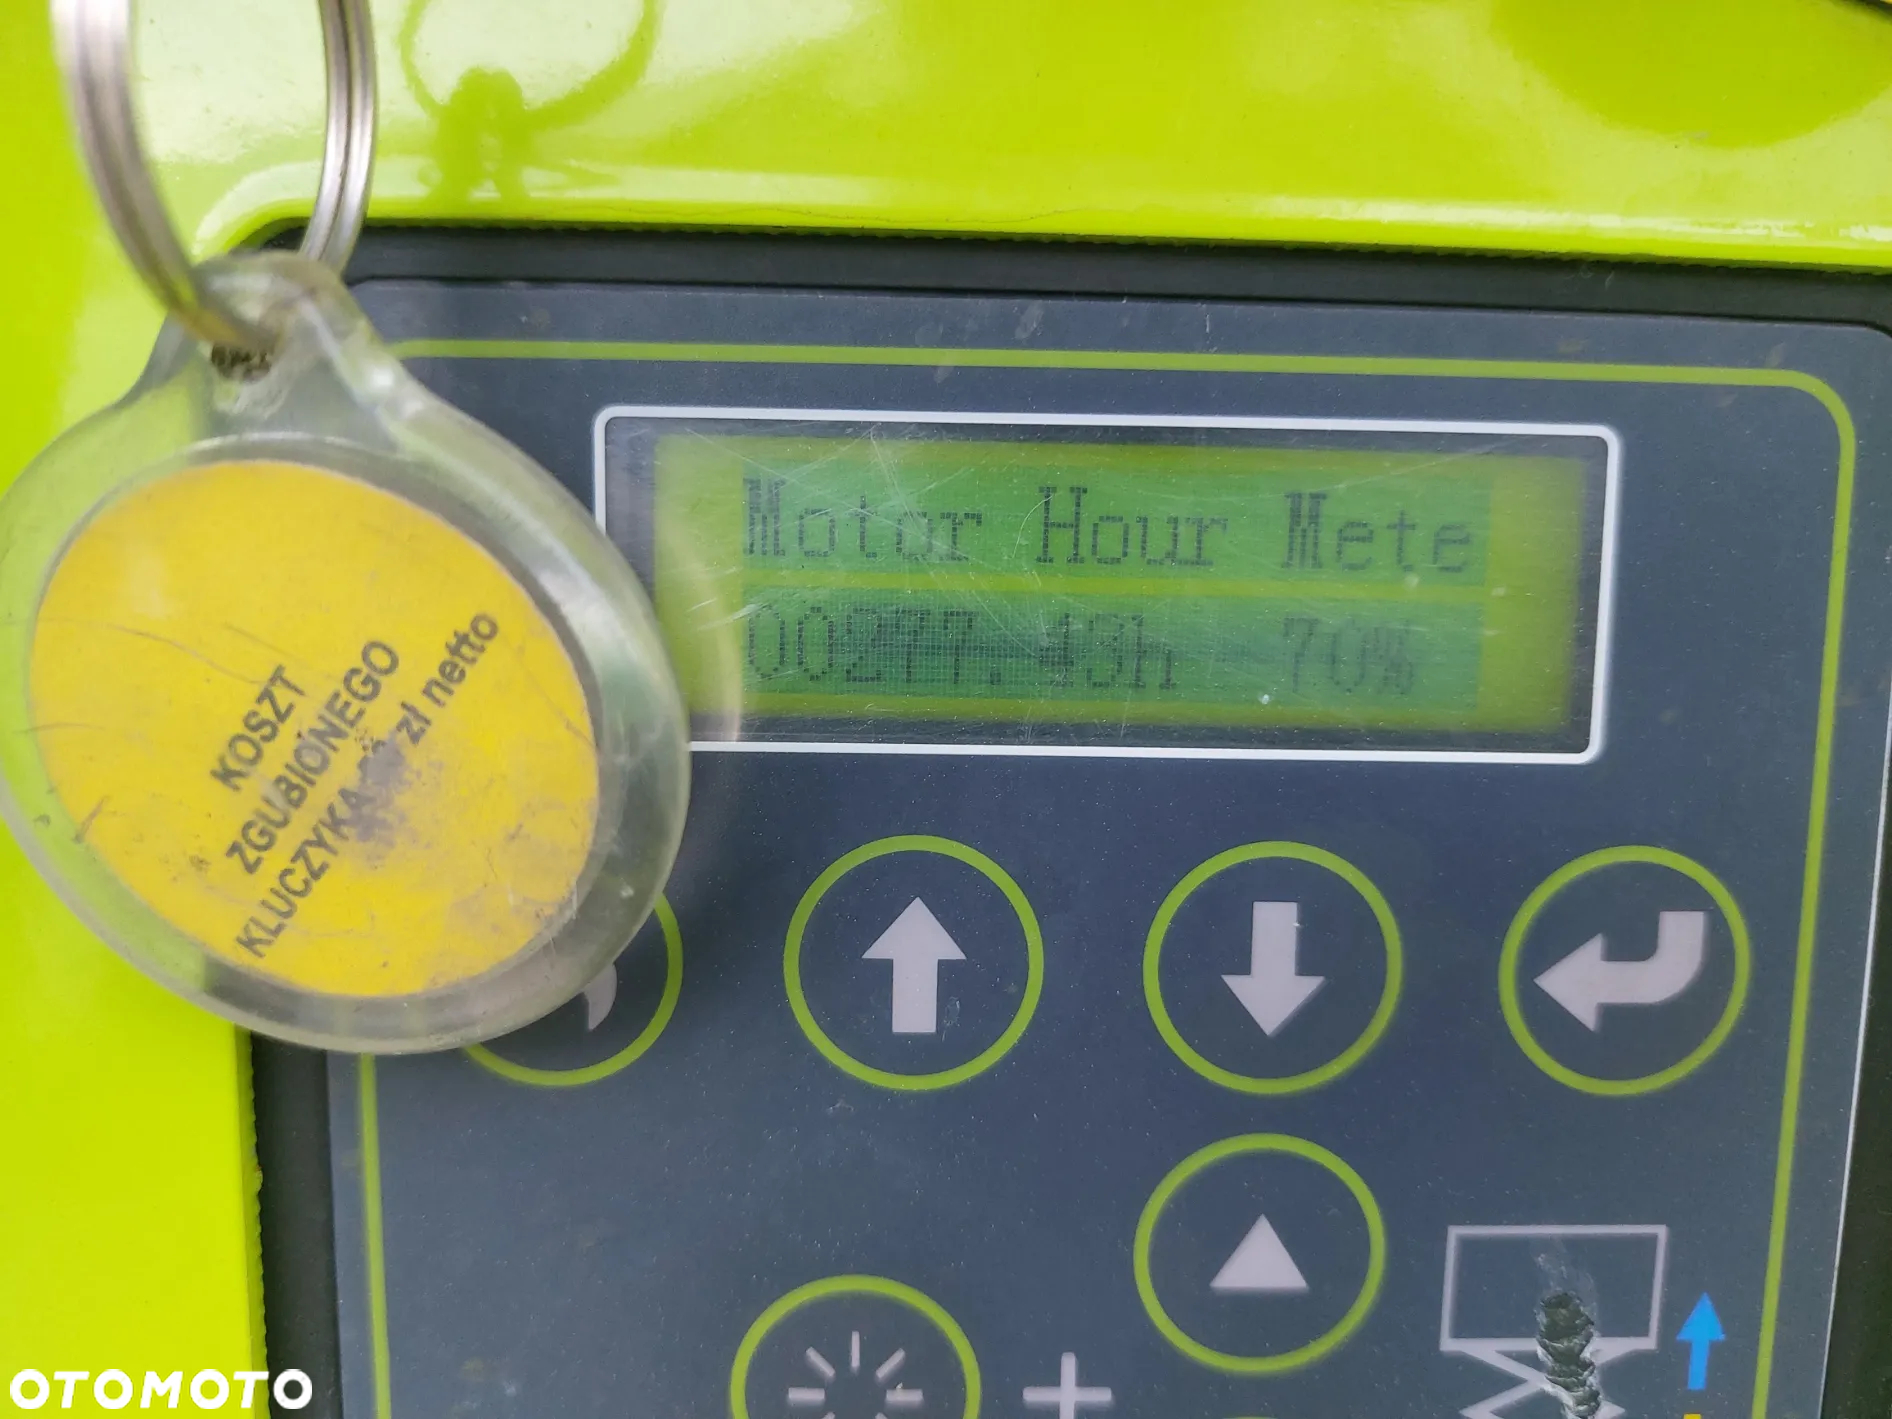 Motor Hour Mete
00277.43h 70%
KOSZT
ZGUBIONEGO
KLUCZYKA zł netto
OTOMOTO